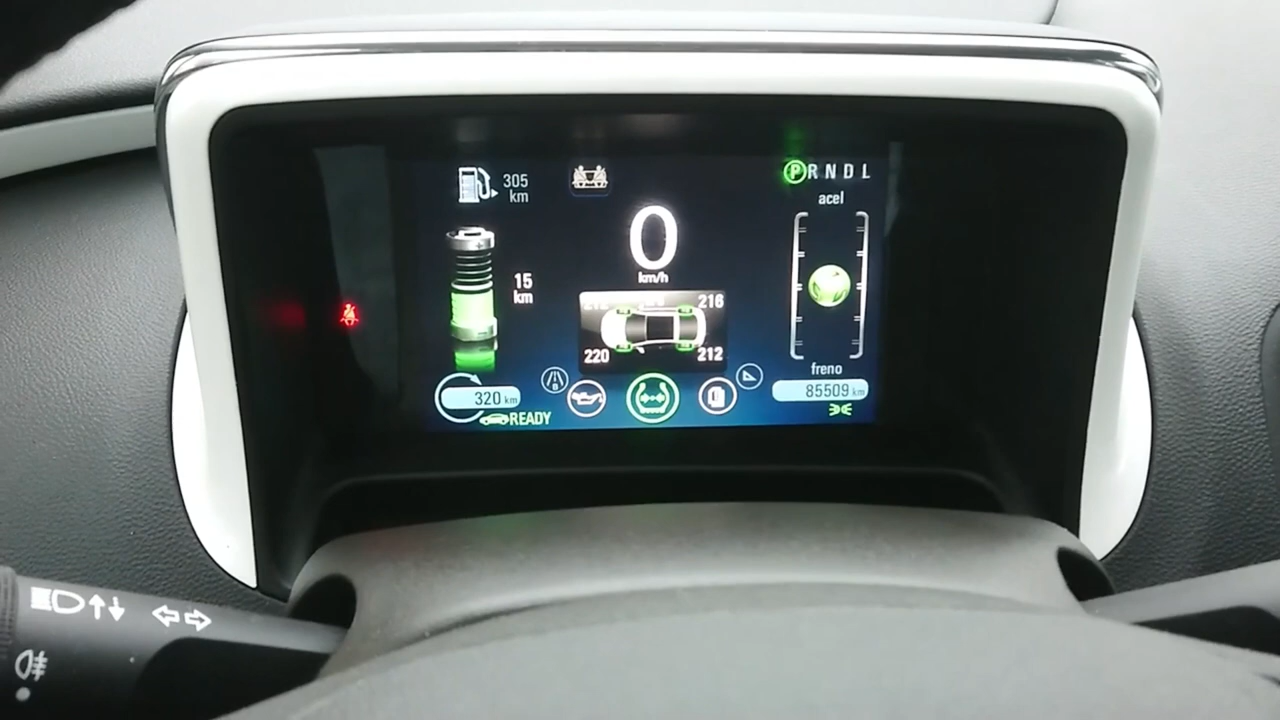 305
km
P R N D L
acel
0
km/h
15
km
216
220
212
freno
320 km
85509 km
READY
B